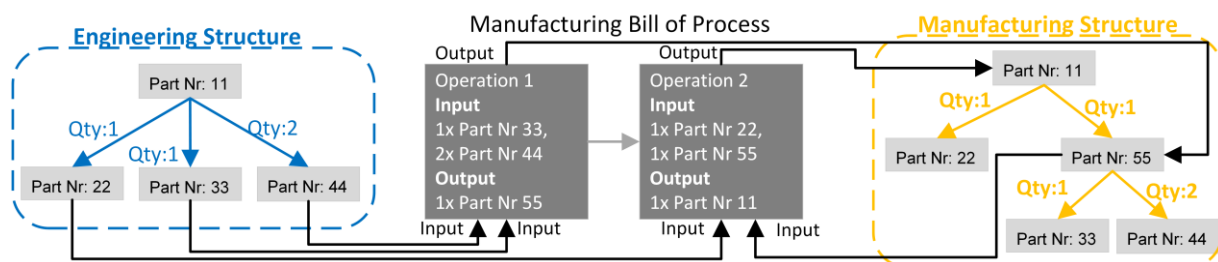 Engineering Structure
Part Nr: 11
Qty:1
Qty:1
Qty:2
Part Nr: 22
Part Nr: 33
Part Nr: 44
Manufacturing Bill of Process
Output
Operation 1
Input
1x Part Nr 33,
2x Part Nr 44
Output
1x Part Nr 55
Input
Input
Output
Operation 2
Input
1x Part Nr 22,
1x Part Nr 55
Output
1x Part Nr 11
Input
Input
Manufacturing Structure
Part Nr: 11
Qty:1
Qty:1
Part Nr: 22
Part Nr: 55
Qty:1
Qty:2
Part Nr: 33
Part Nr: 44